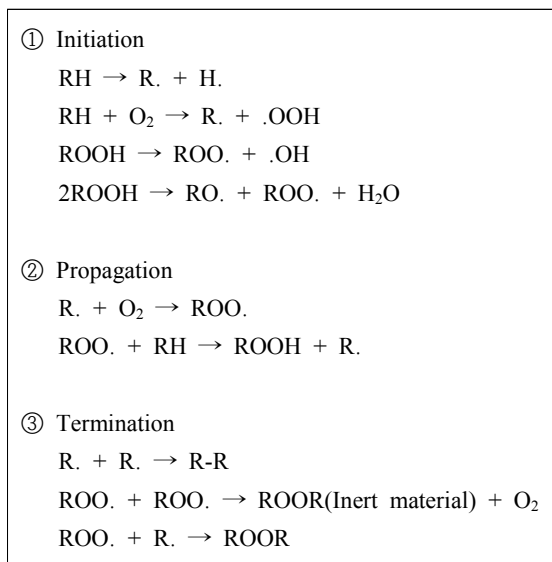 ① Initiation
RH → R. + H.
RH + O₂ → R. + .OOH
ROOH → ROO. + .OH
2ROOH → RO. + ROO. + H₂O
② Propagation
R. + O₂ → ROO.
ROO. + RH → ROOH + R.
③ Termination
R. + R. → R-R
ROO. + ROO. → ROOR(Inert material) + O₂
ROO. + R. → ROOR